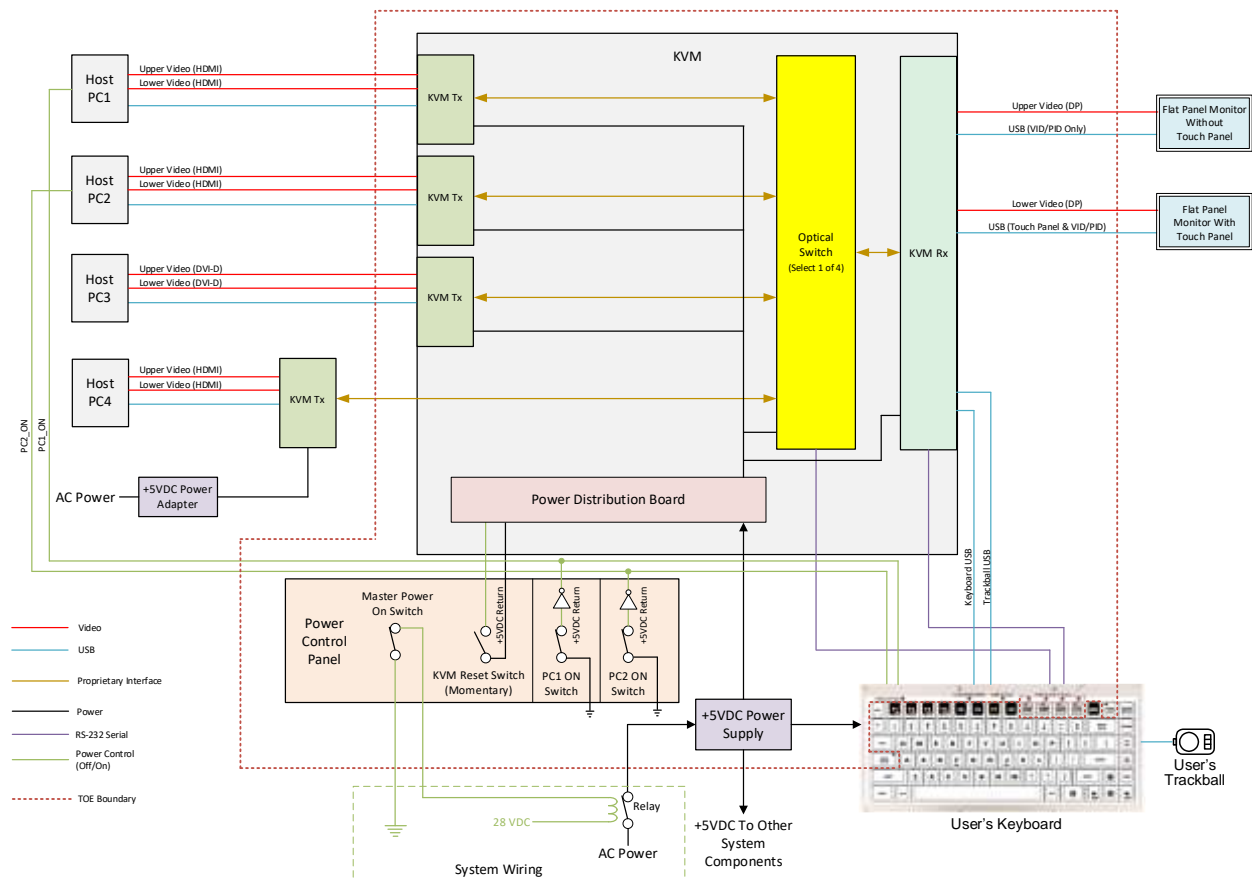 KVM
Host
PC1
Upper Video (HDMI)
Lower Video (HDMI)
KVM Tx
Host
PC2
Upper Video (HDMI)
Lower Video (HDMI)
KVM Tx
Host
PC3
Upper Video (DVI-D)
Lower Video (DVI-D)
KVM Tx
Host
PC4
Upper Video (HDMI)
Lower Video (HDMI)
KVM Tx
Optical
Switch
(Select 1 of 4)
KVM Rx
Upper Video (DP)
USB (VID/PID Only)
Flat Panel Monitor
Without
Touch Panel
Lower Video (DP)
USB (Touch Panel & VID/PID)
Flat Panel
Monitor With
Touch Panel
PC2_ON
PC1_ON
AC Power
+5VDC Power
Adapter
Power Distribution Board
Keyboard USB
Trackball USB
Power
Control
Panel
Master Power
On Switch
+5VDC Return
KVM Reset Switch
(Momentary)
+5VDC Return
PC1 ON
Switch
+5VDC Return
PC2 ON
Switch
Video
USB
Proprietary Interface
Power
RS-232 Serial
Power Control
(Off/On)
TOE Boundary
+5VDC Power
Supply
28 VDC
Relay
AC Power
System Wiring
+5VDC To Other
System
Components
User's Keyboard
User's
Trackball